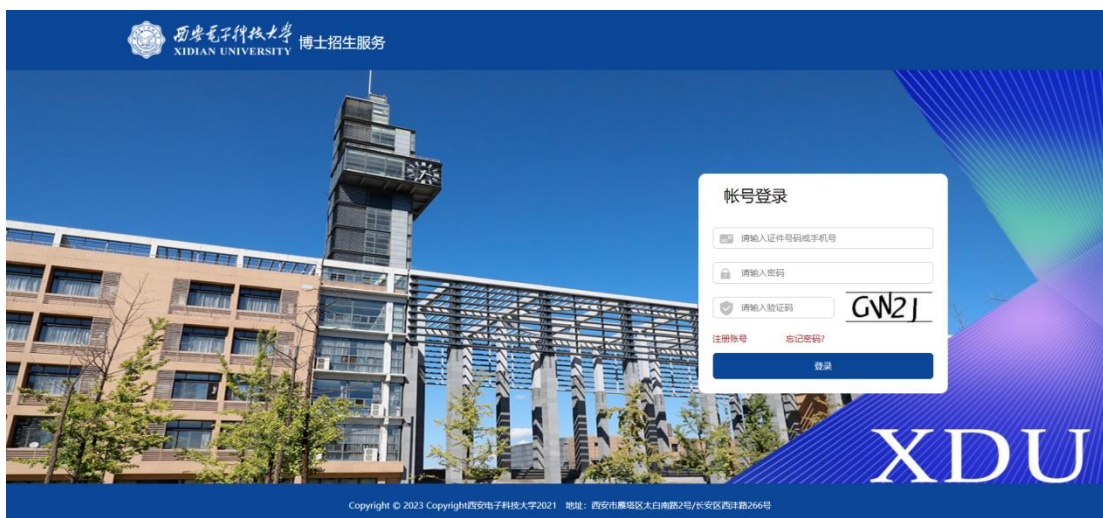 西安电子科技大学
XIDIAN UNIVERSITY
博士招生服务
帐号登录
请输入证件号码或手机号
请输入密码
请输入验证码
GW2J
注册账号 忘记密码?
登录
XDU
Copyright © 2023 Copyright西安电子科技大学2021 地址：西安市雁塔区太白南路2号/长安区西沣路266号